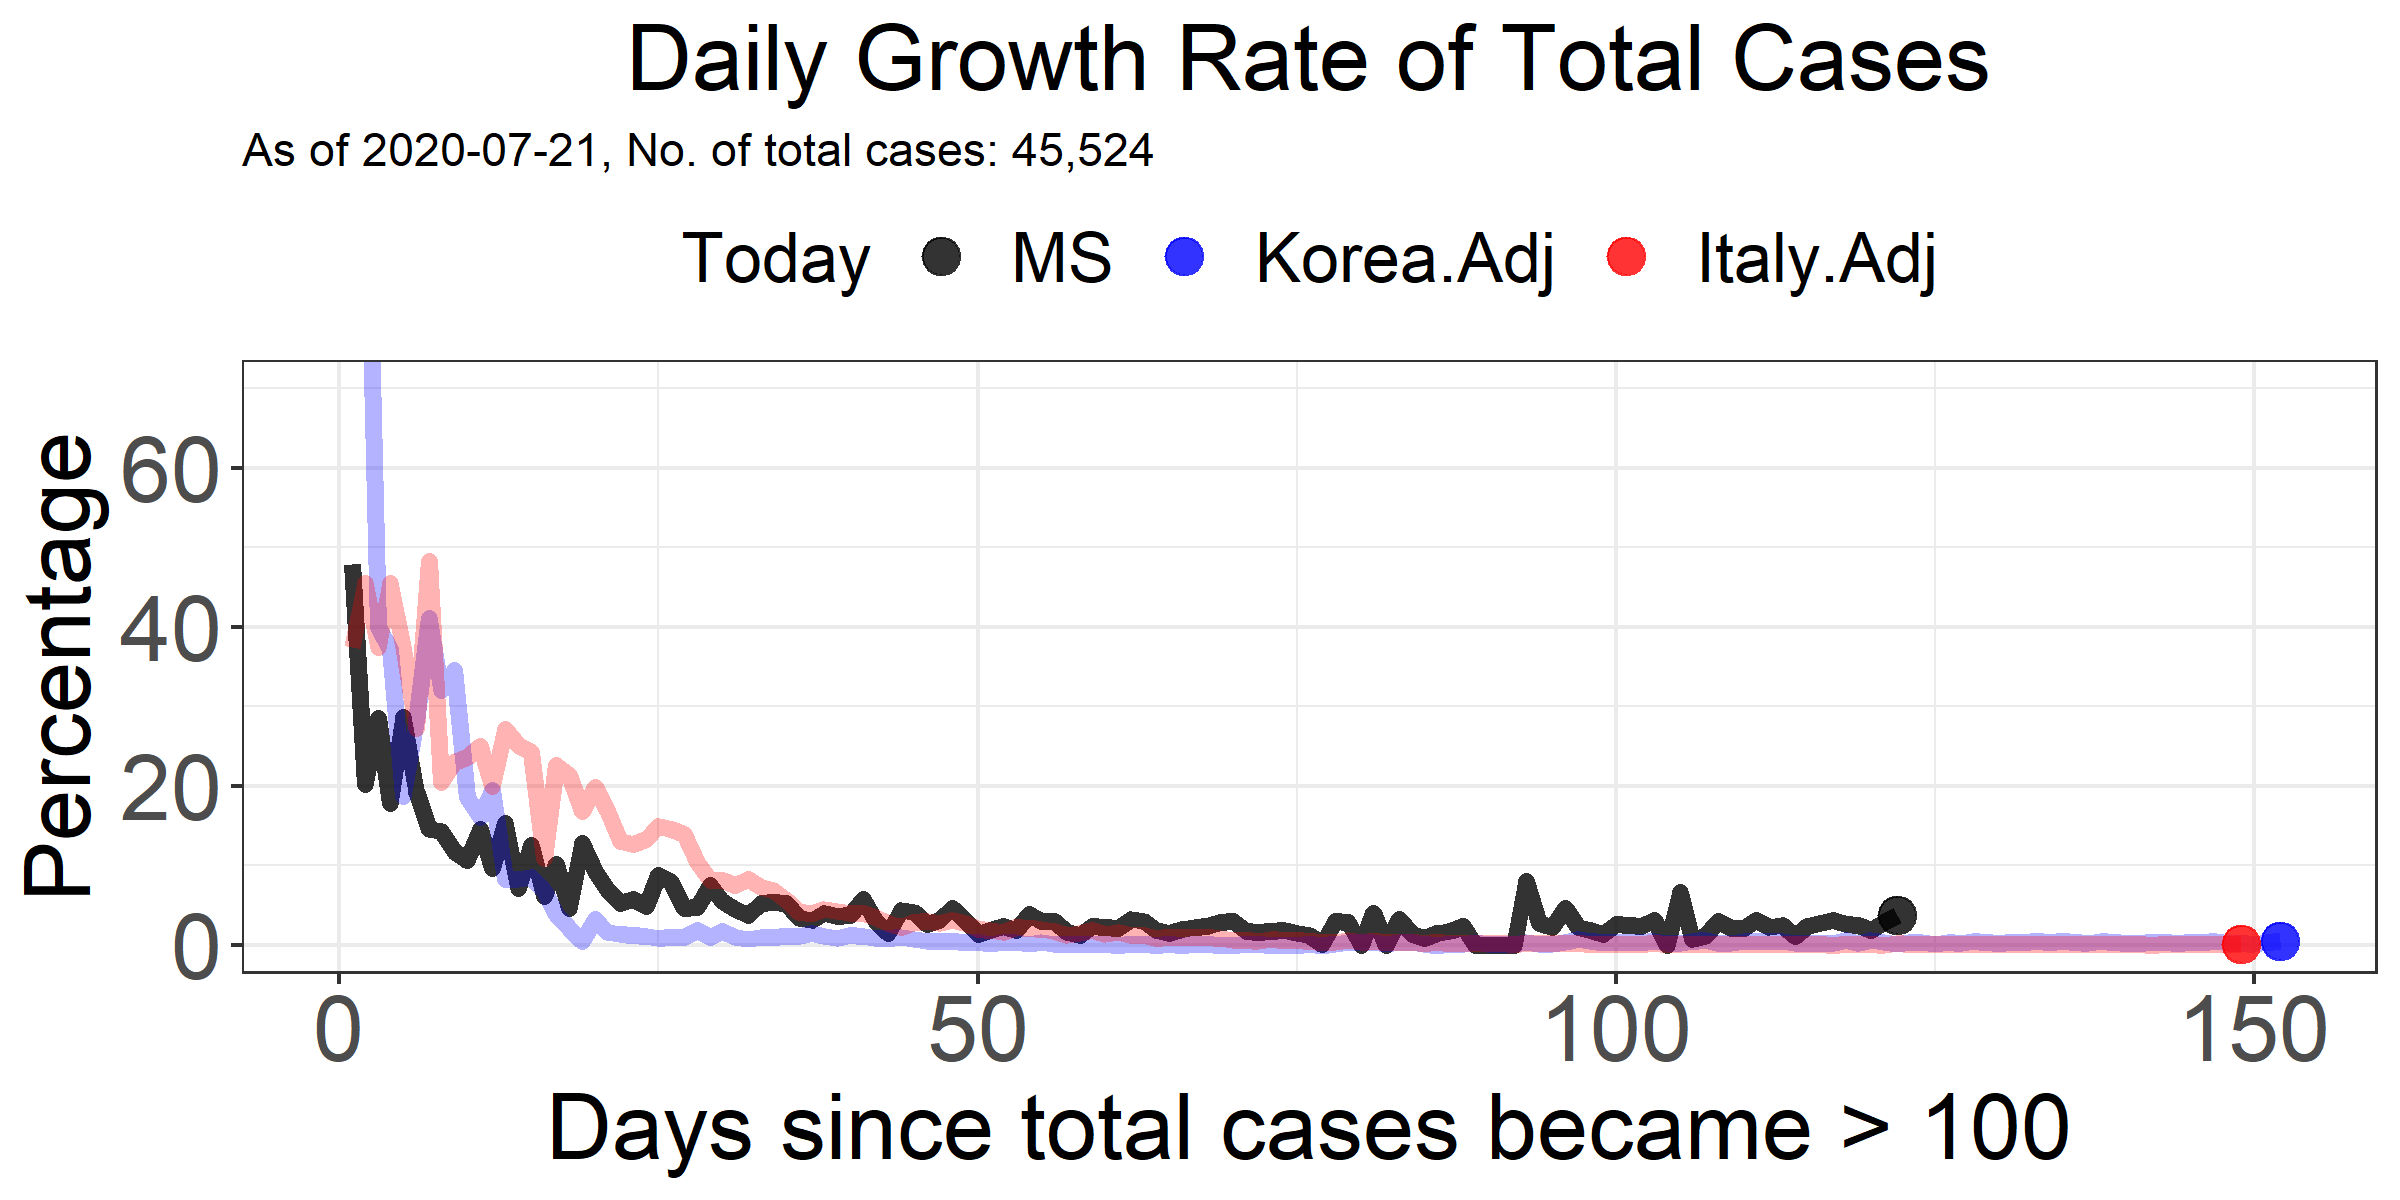 Daily Growth Rate of Total Cases
As of 2020-07-21, No. of total cases: 45,524
Today MS Korea.Adj Italy.Adj
Percentage
60
40
20
0
0 50 100 150
Days since total cases became > 100